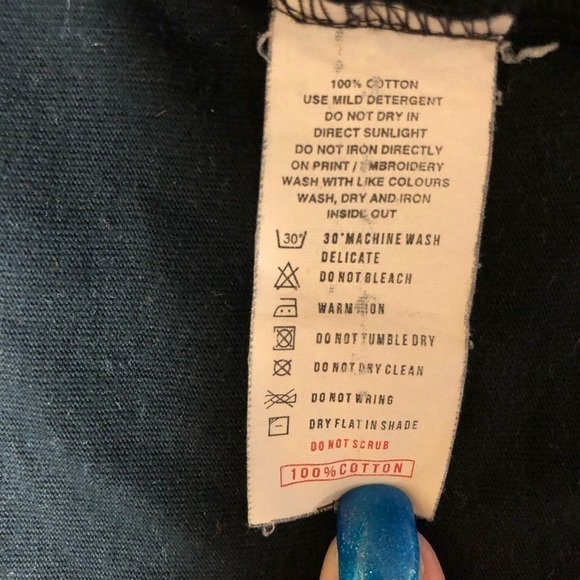 100% COTTON
USE MILD DETERGENT
DO NOT DRY IN
DIRECT SUNLIGHT
DO NOT IRON DIRECTLY
ON PRINT / EMBROIDERY
WASH WITH LIKE COLOURS
WASH, DRY AND IRON
INSIDE OUT
30° 30°MACHINE WASH
DELICATE
DO NOT BLEACH
WARM IRON
DO NOT TUMBLE DRY
DO NOT DRY CLEAN
DO NOT WRING
DRY FLAT IN SHADE
DO NOT SCRUB
100% COTTON